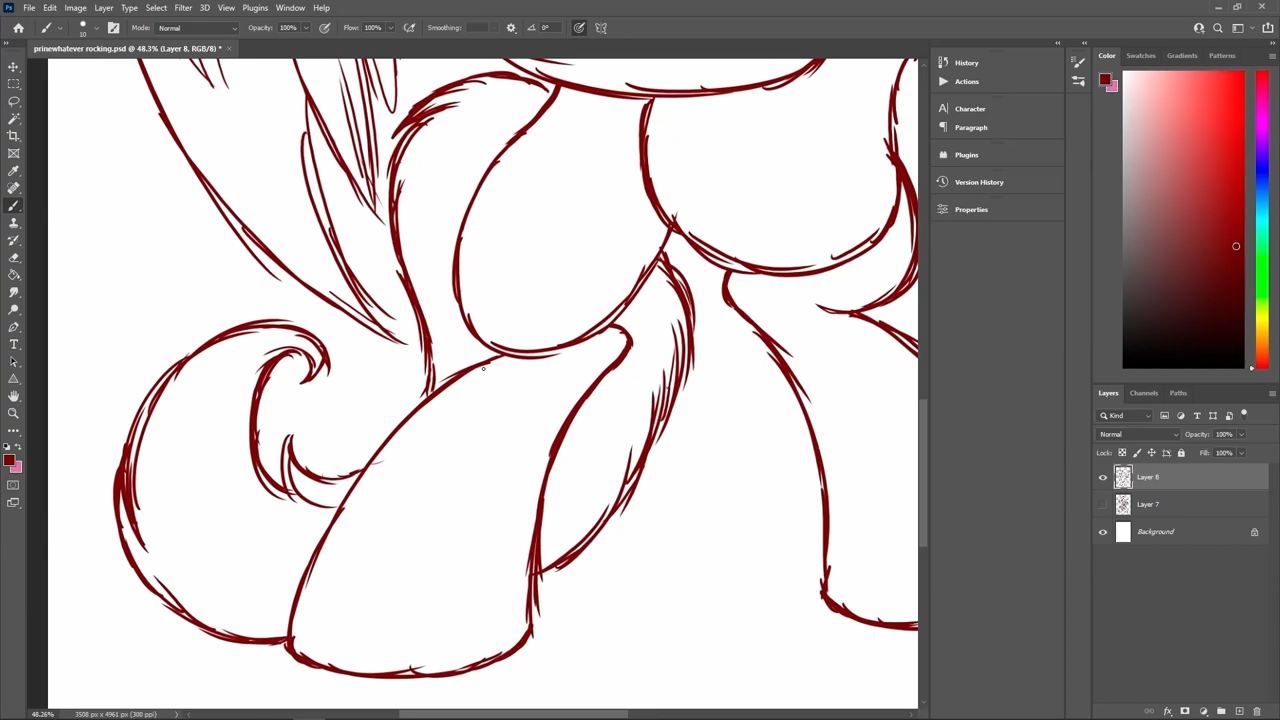 File Edit Image Layer Type Select Filter 3D View Plugins Window Help
10 Mode: Normal Opacity: 100% Flow: 100% Smoothing: 0°
prinewhatever rocking.psd @ 48.3% (Layer 8, RGB/8) *
History
Actions
Character
Paragraph
Plugins
Version History
Properties
Color Swatches Gradients Patterns
Layers Channels Paths
Kind
Normal Opacity: 100%
Lock: Fill: 100%
Layer 8
Layer 7
Background
48.26% 3508 px x 4961 px (300 ppi)